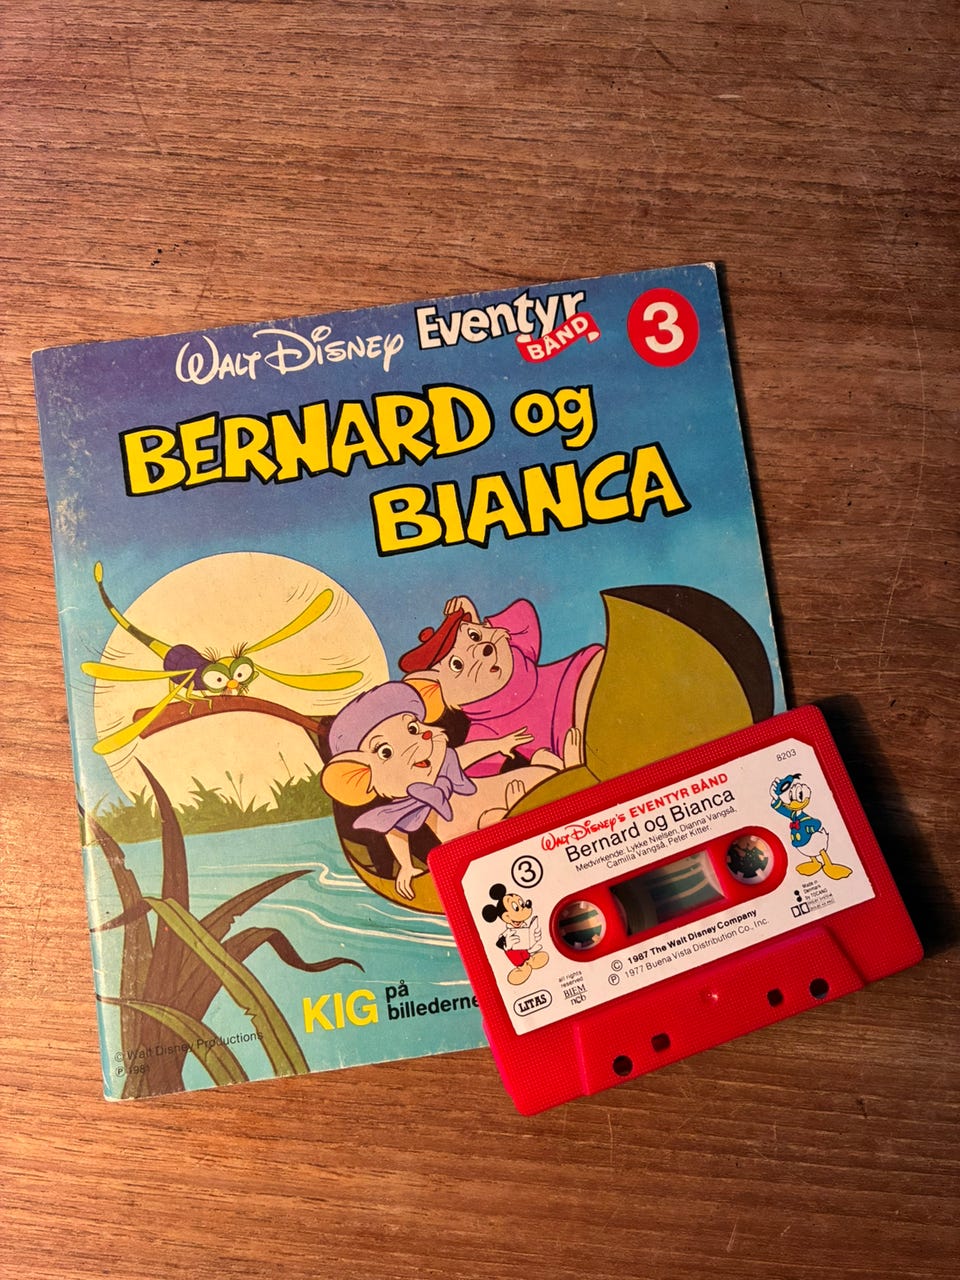 WALT DISNEY Eventyr
BÅND
3
BERNARD og
BIANCA
KIG på
billederne
© Walt Disney Productions
℗ 1981
8203
WALT DISNEY'S EVENTYR BÅND
Bernard og Bianca
Medvirkende: Lykke Nielsen, Dianna Vangså,
Camilla Vangså, Peter Kitter.
3
Made in
Denmark
by TOCANO
© 1987 The Walt Disney Company
℗ 1977 Buena Vista Distribution Co., Inc.
all rights
reserved
BIEM
ncb
LITAS